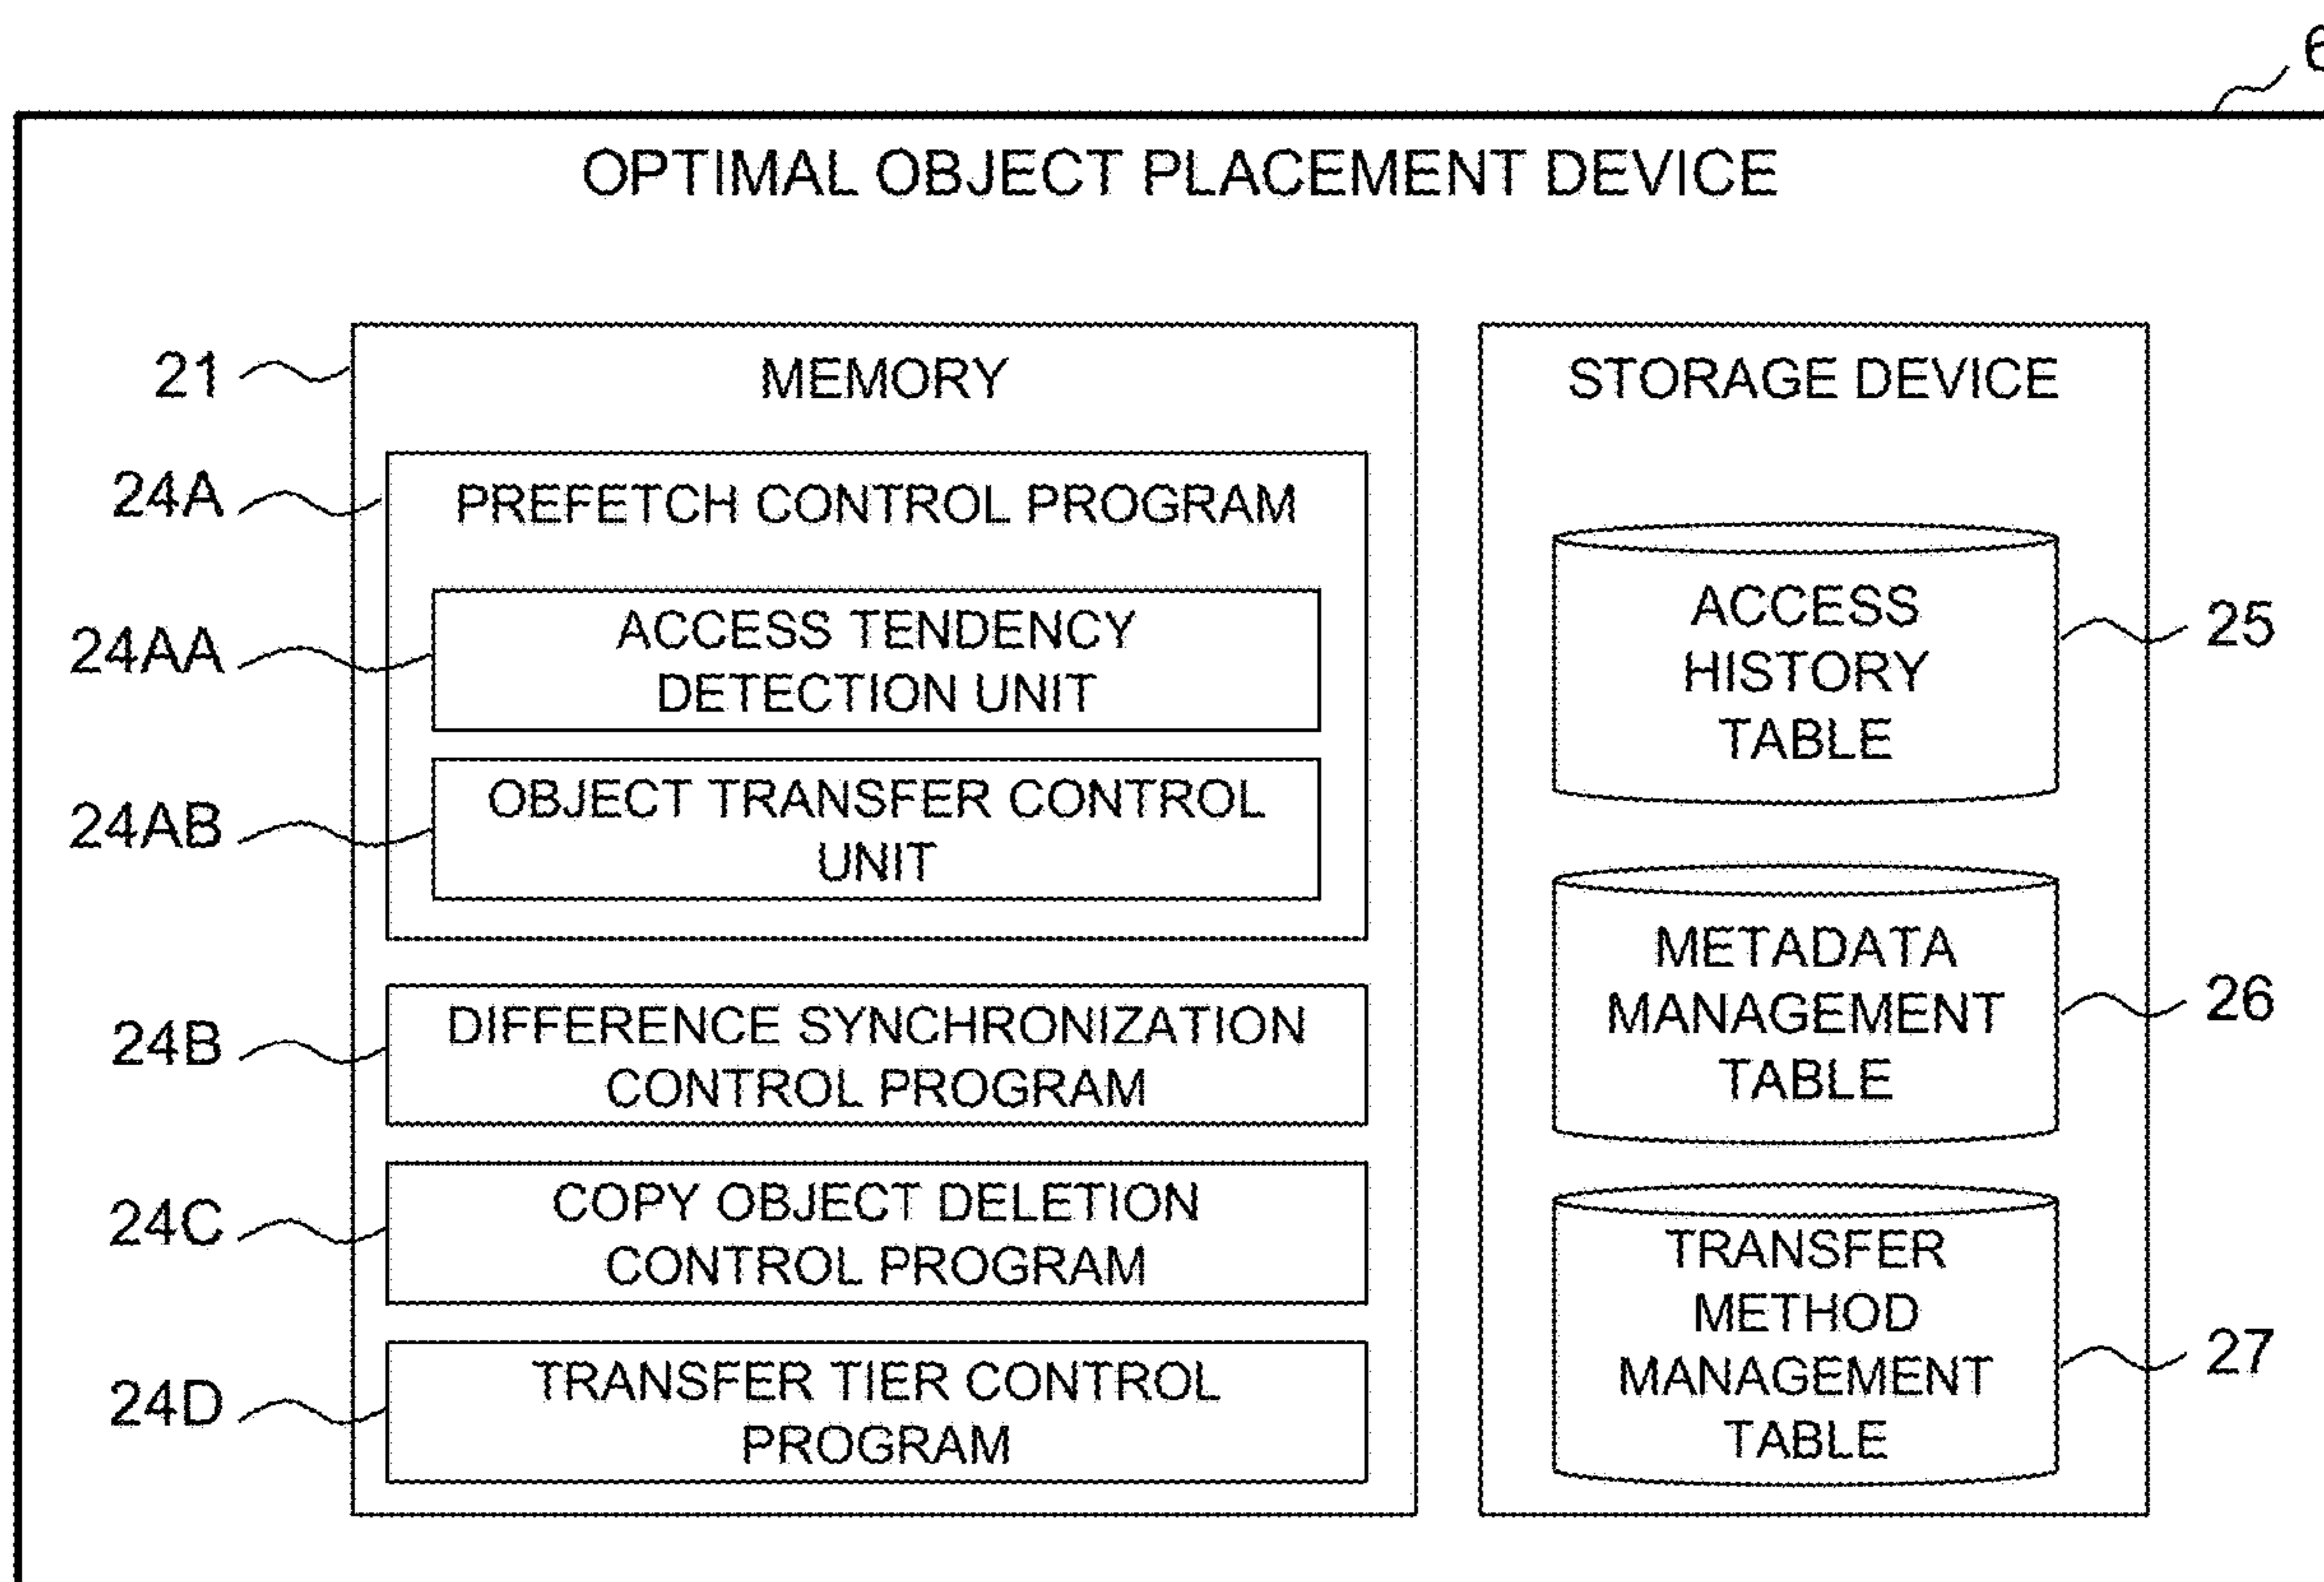 6
OPTIMAL OBJECT PLACEMENT DEVICE
21
MEMORY
24A
PREFETCH CONTROL PROGRAM
24AA
ACCESS TENDENCY
DETECTION UNIT
24AB
OBJECT TRANSFER CONTROL
UNIT
24B
DIFFERENCE SYNCHRONIZATION
CONTROL PROGRAM
24C
COPY OBJECT DELETION
CONTROL PROGRAM
24D
TRANSFER TIER CONTROL
PROGRAM
STORAGE DEVICE
ACCESS
HISTORY
TABLE
25
METADATA
MANAGEMENT
TABLE
26
TRANSFER
METHOD
MANAGEMENT
TABLE
27